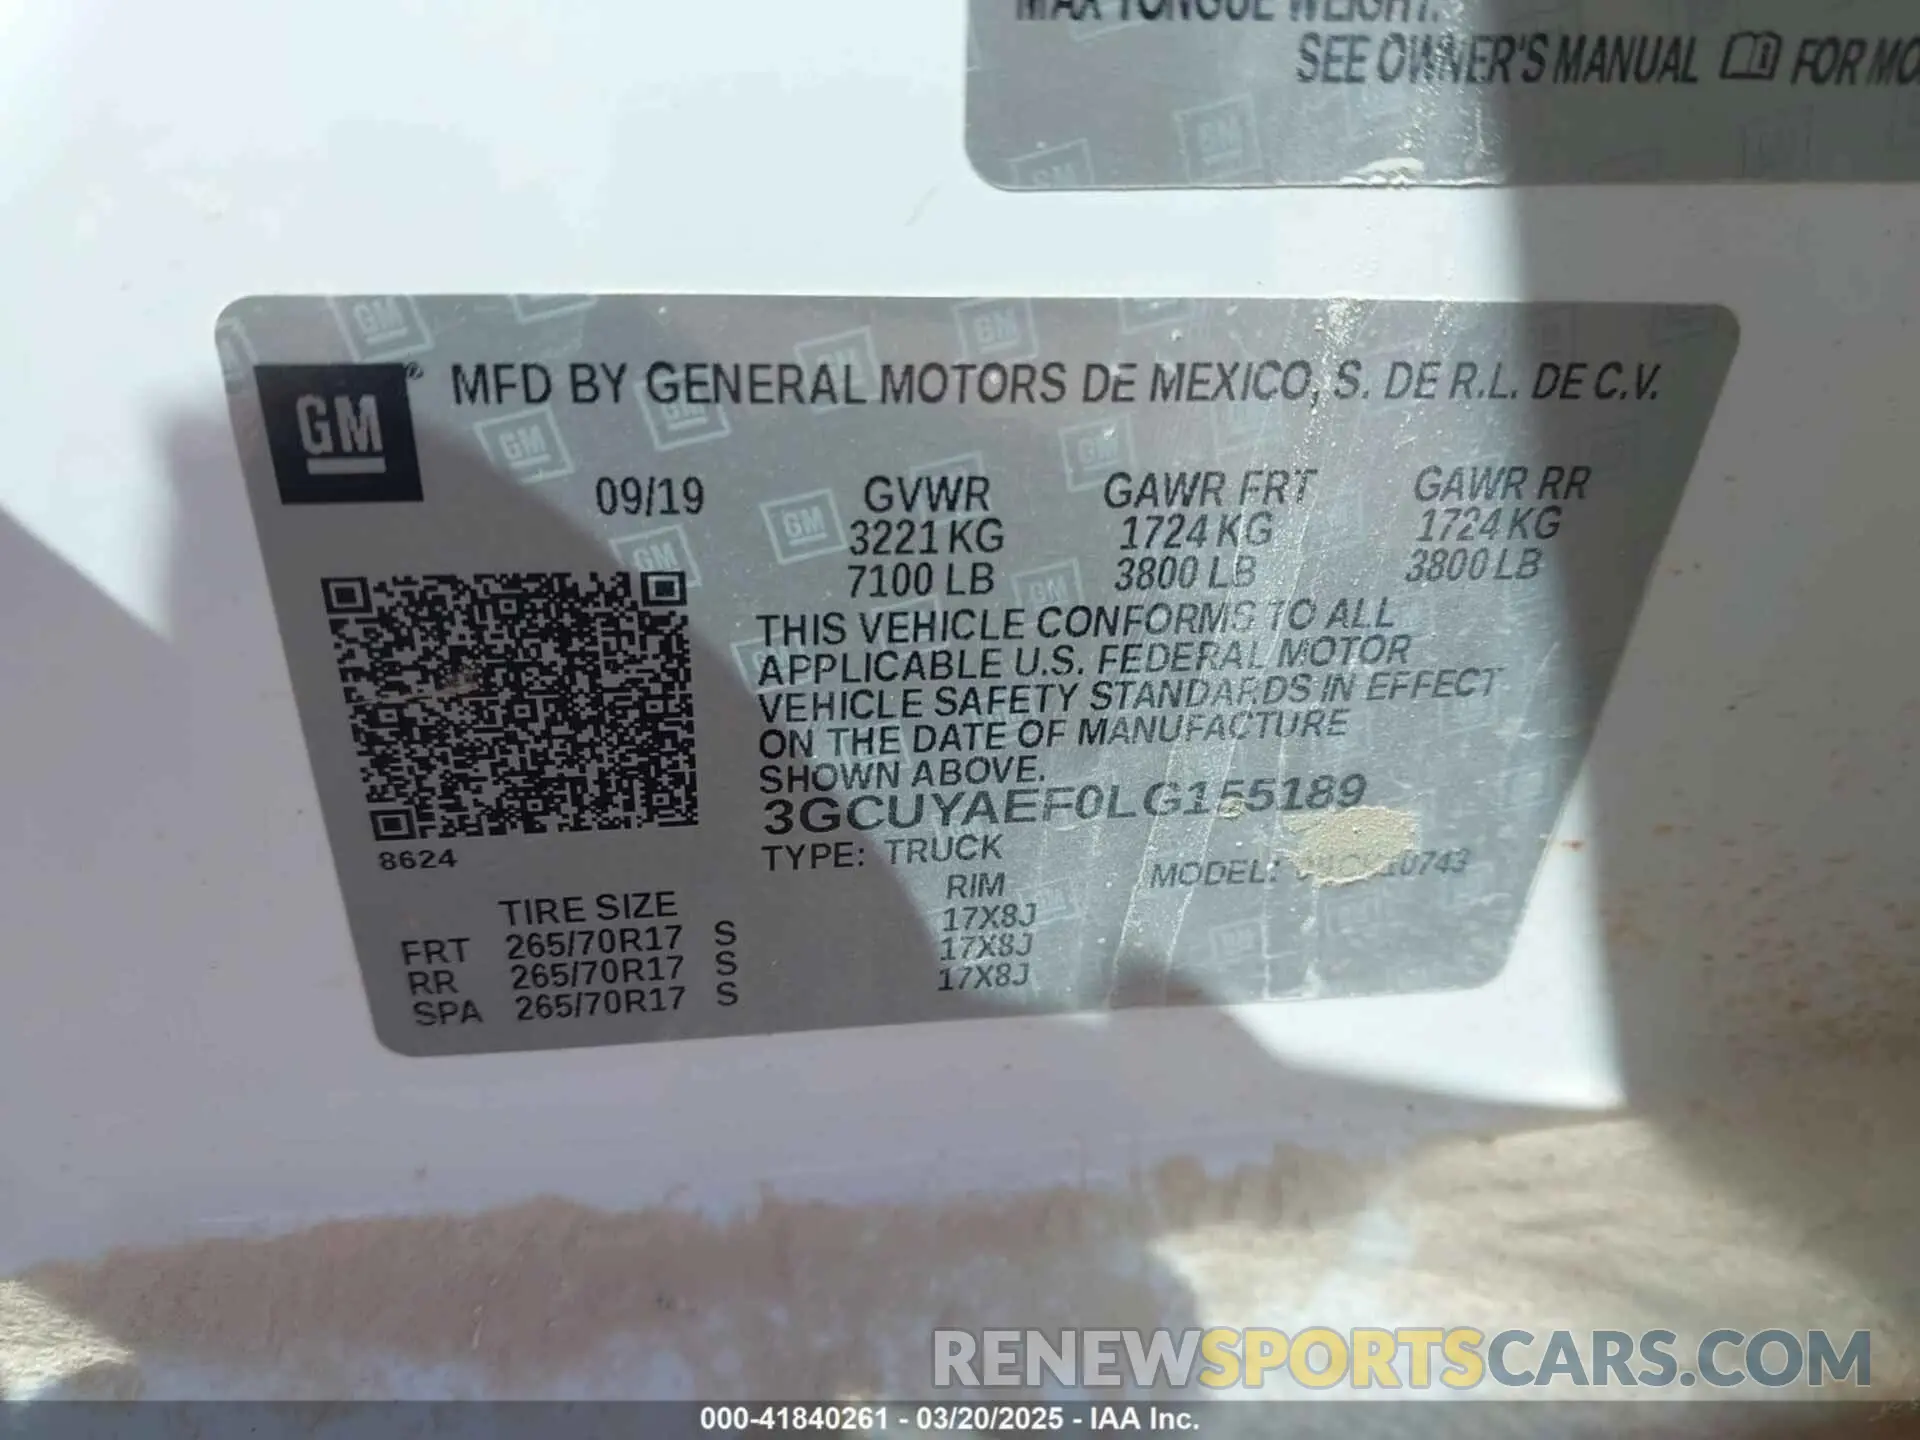 MAX TONGUE WEIGHT:
SEE OWNER'S MANUAL FOR
GM
® MFD BY GENERAL MOTORS DE MEXICO, S. DE R.L. DE C.V.
09/19 GVWR GAWR FRT GAWR RR
3221 KG 1724 KG 1724 KG
7100 LB 3800 LB 3800 LB
THIS VEHICLE CONFORMS TO ALL
APPLICABLE U.S. FEDERAL MOTOR
VEHICLE SAFETY STANDARDS IN EFFECT
ON THE DATE OF MANUFACTURE
SHOWN ABOVE.
3GCUYAEF0LG155189
8624
TYPE: TRUCK MODEL:
TIRE SIZE RIM
FRT 265/70R17 S 17X8J
RR 265/70R17 S 17X8J
SPA 265/70R17 S 17X8J
RENEWSPORTSCARS.COM
000-41840261 - 03/20/2025 - IAA Inc.